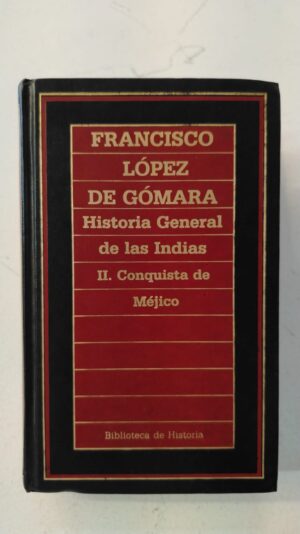 FRANCISCO
LÓPEZ
DE GÓMARA
Historia General
de las Indias
II. Conquista de
Méjico
Biblioteca de Historia